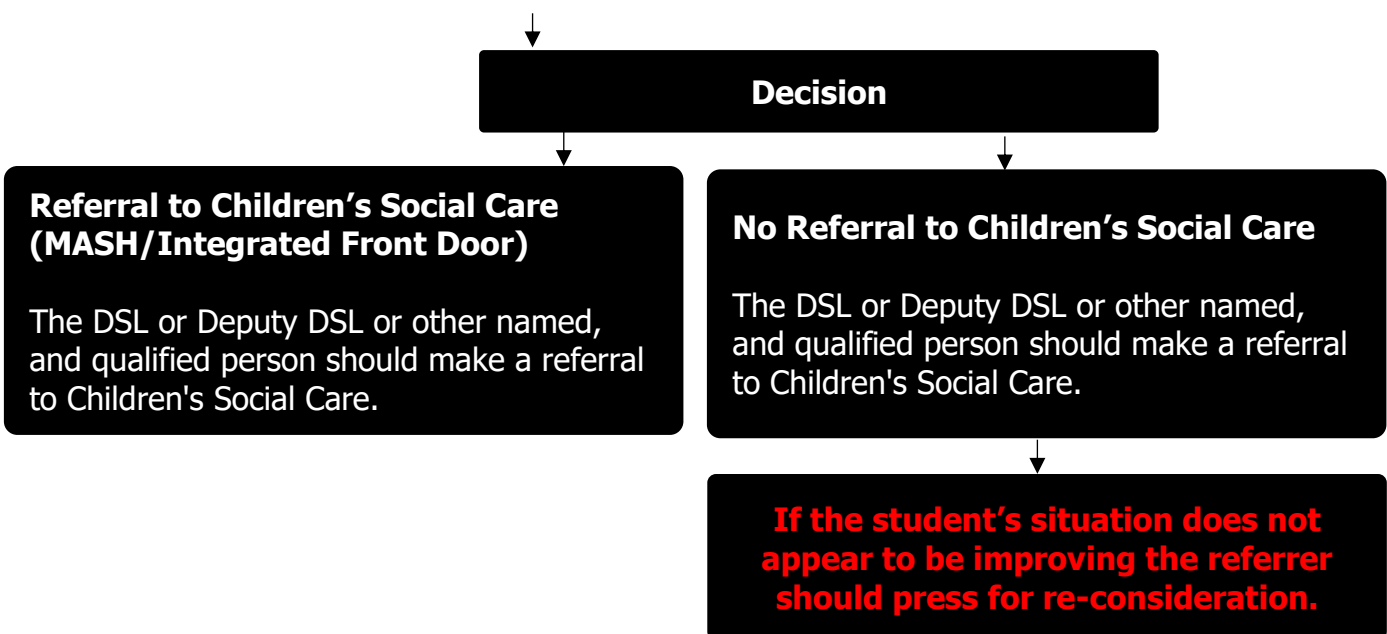 Decision
Referral to Children’s Social Care
(MASH/Integrated Front Door)
The DSL or Deputy DSL or other named,
and qualified person should make a referral
to Children's Social Care.
No Referral to Children’s Social Care
The DSL or Deputy DSL or other named,
and qualified person should make a referral
to Children's Social Care.
If the student’s situation does not
appear to be improving the referrer
should press for re-consideration.